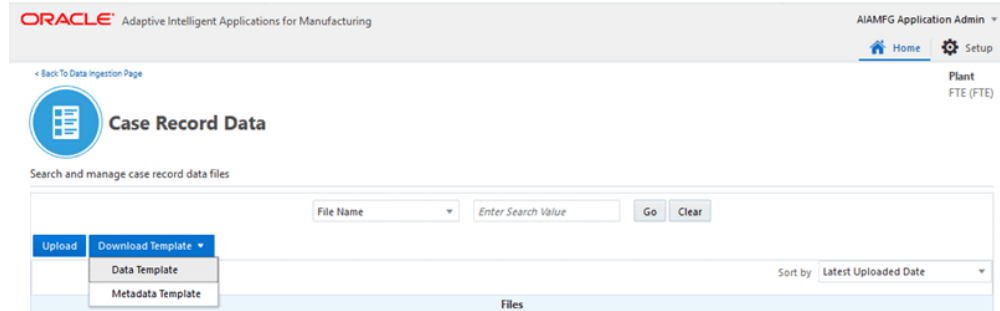 ORACLE Adaptive Intelligent Applications for Manufacturing
AIAMFG Application Admin
Home Setup
< Back To Data Ingestion Page
Plant
FTE (FTE)
Case Record Data
Search and manage case record data files
File Name Enter Search Value Go Clear
Upload Download Template
Data Template
Metadata Template
Sort by Latest Uploaded Date
Files